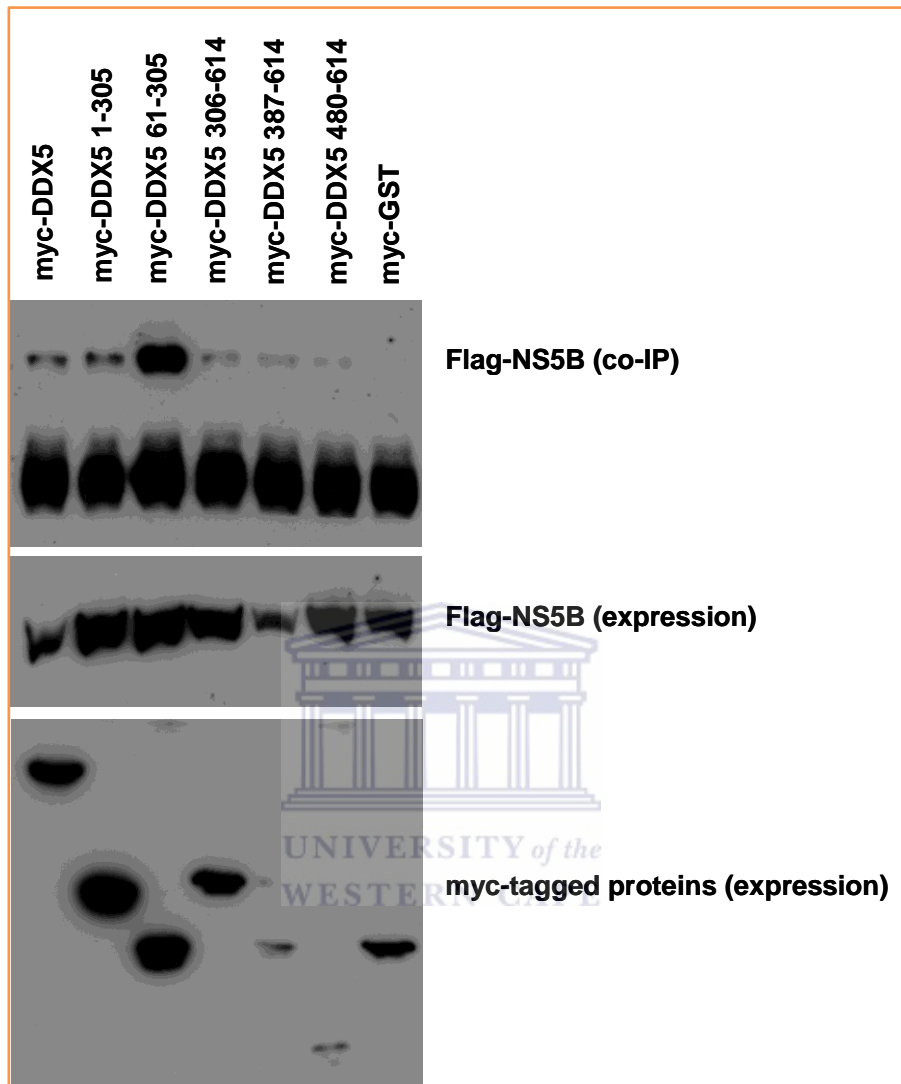 myc-DDX5
myc-DDX5 1-305
myc-DDX5 61-305
myc-DDX5 306-614
myc-DDX5 387-614
myc-DDX5 480-614
myc-GST
Flag-NS5B (co-IP)
Flag-NS5B (expression)
UNIVERSITY of the
WESTERN CAPE
myc-tagged proteins (expression)